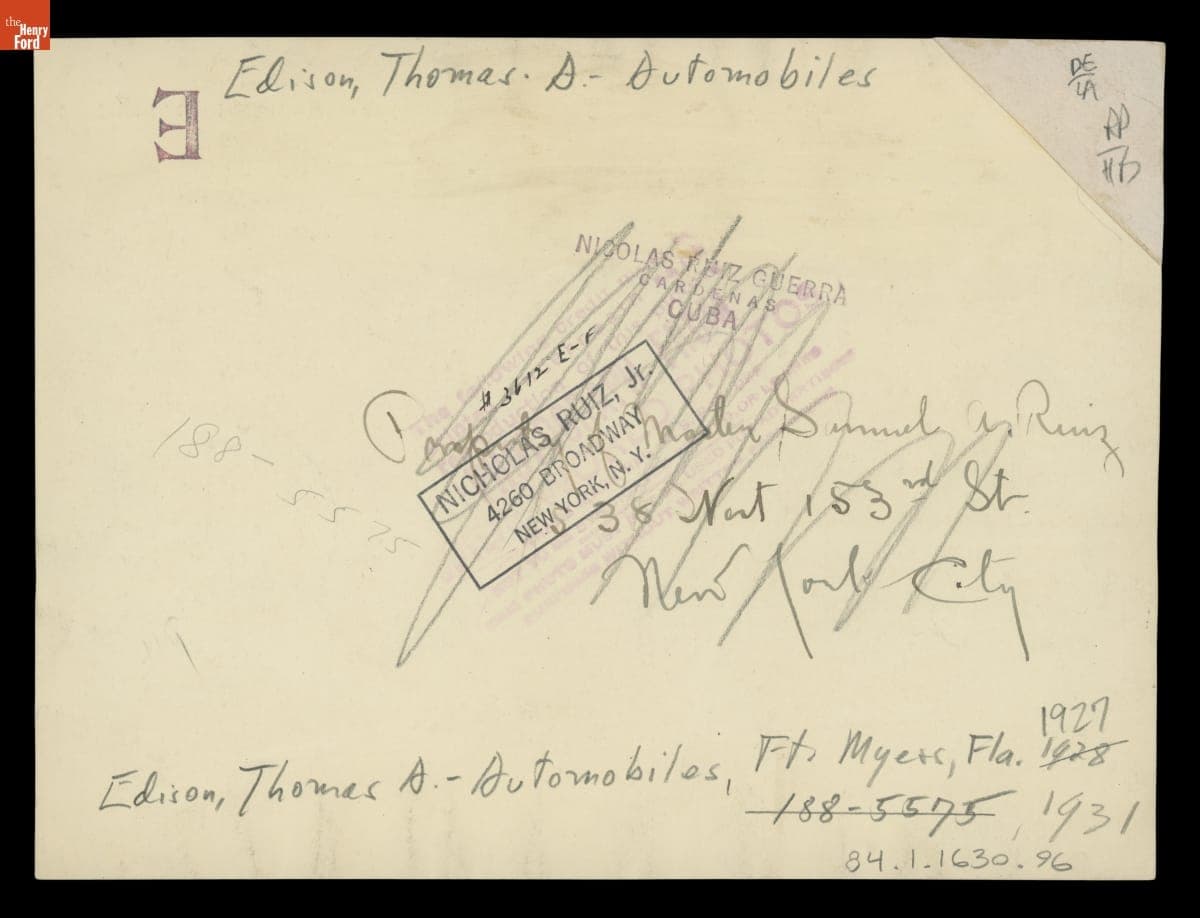 the
Henry
Ford
Edison, Thomas. A.- Automobiles
DE
LA
E
NICOLAS RUIZ GUERRA
CARDENAS
CUBA
# 3612 E-F
NICHOLAS RUIZ, Jr.
4260 BROADWAY
NEW YORK, N. Y.
Master Samuel A. Ruiz
188-
5575
38 West 153rd St.
New York City
1927
Edison, Thomas A.- Automobiles, Ft. Myers, Fla. 1928
188-5575, 1931
84.1.1630.96